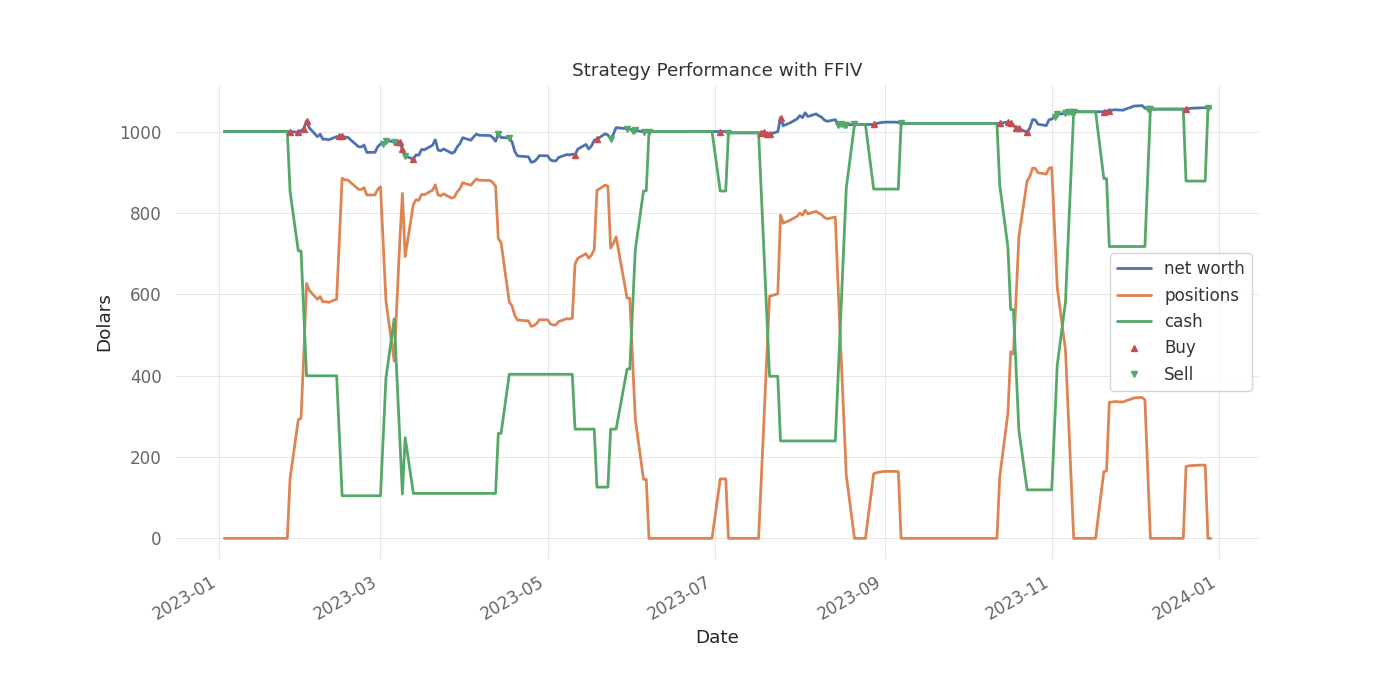 Strategy Performance with FFIV
Dolars
1000
800
600
400
200
0
net worth
positions
cash
Buy
Sell
2023-01
2023-03
2023-05
2023-07
2023-09
2023-11
2024-01
Date